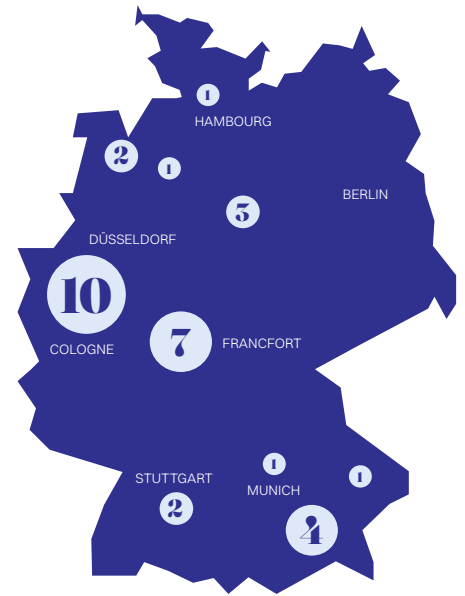 1
HAMBOURG
2
1
BERLIN
3
DÜSSELDORF
10
7
FRANCFORT
COLOGNE
1
1
STUTTGART
MUNICH
2
4